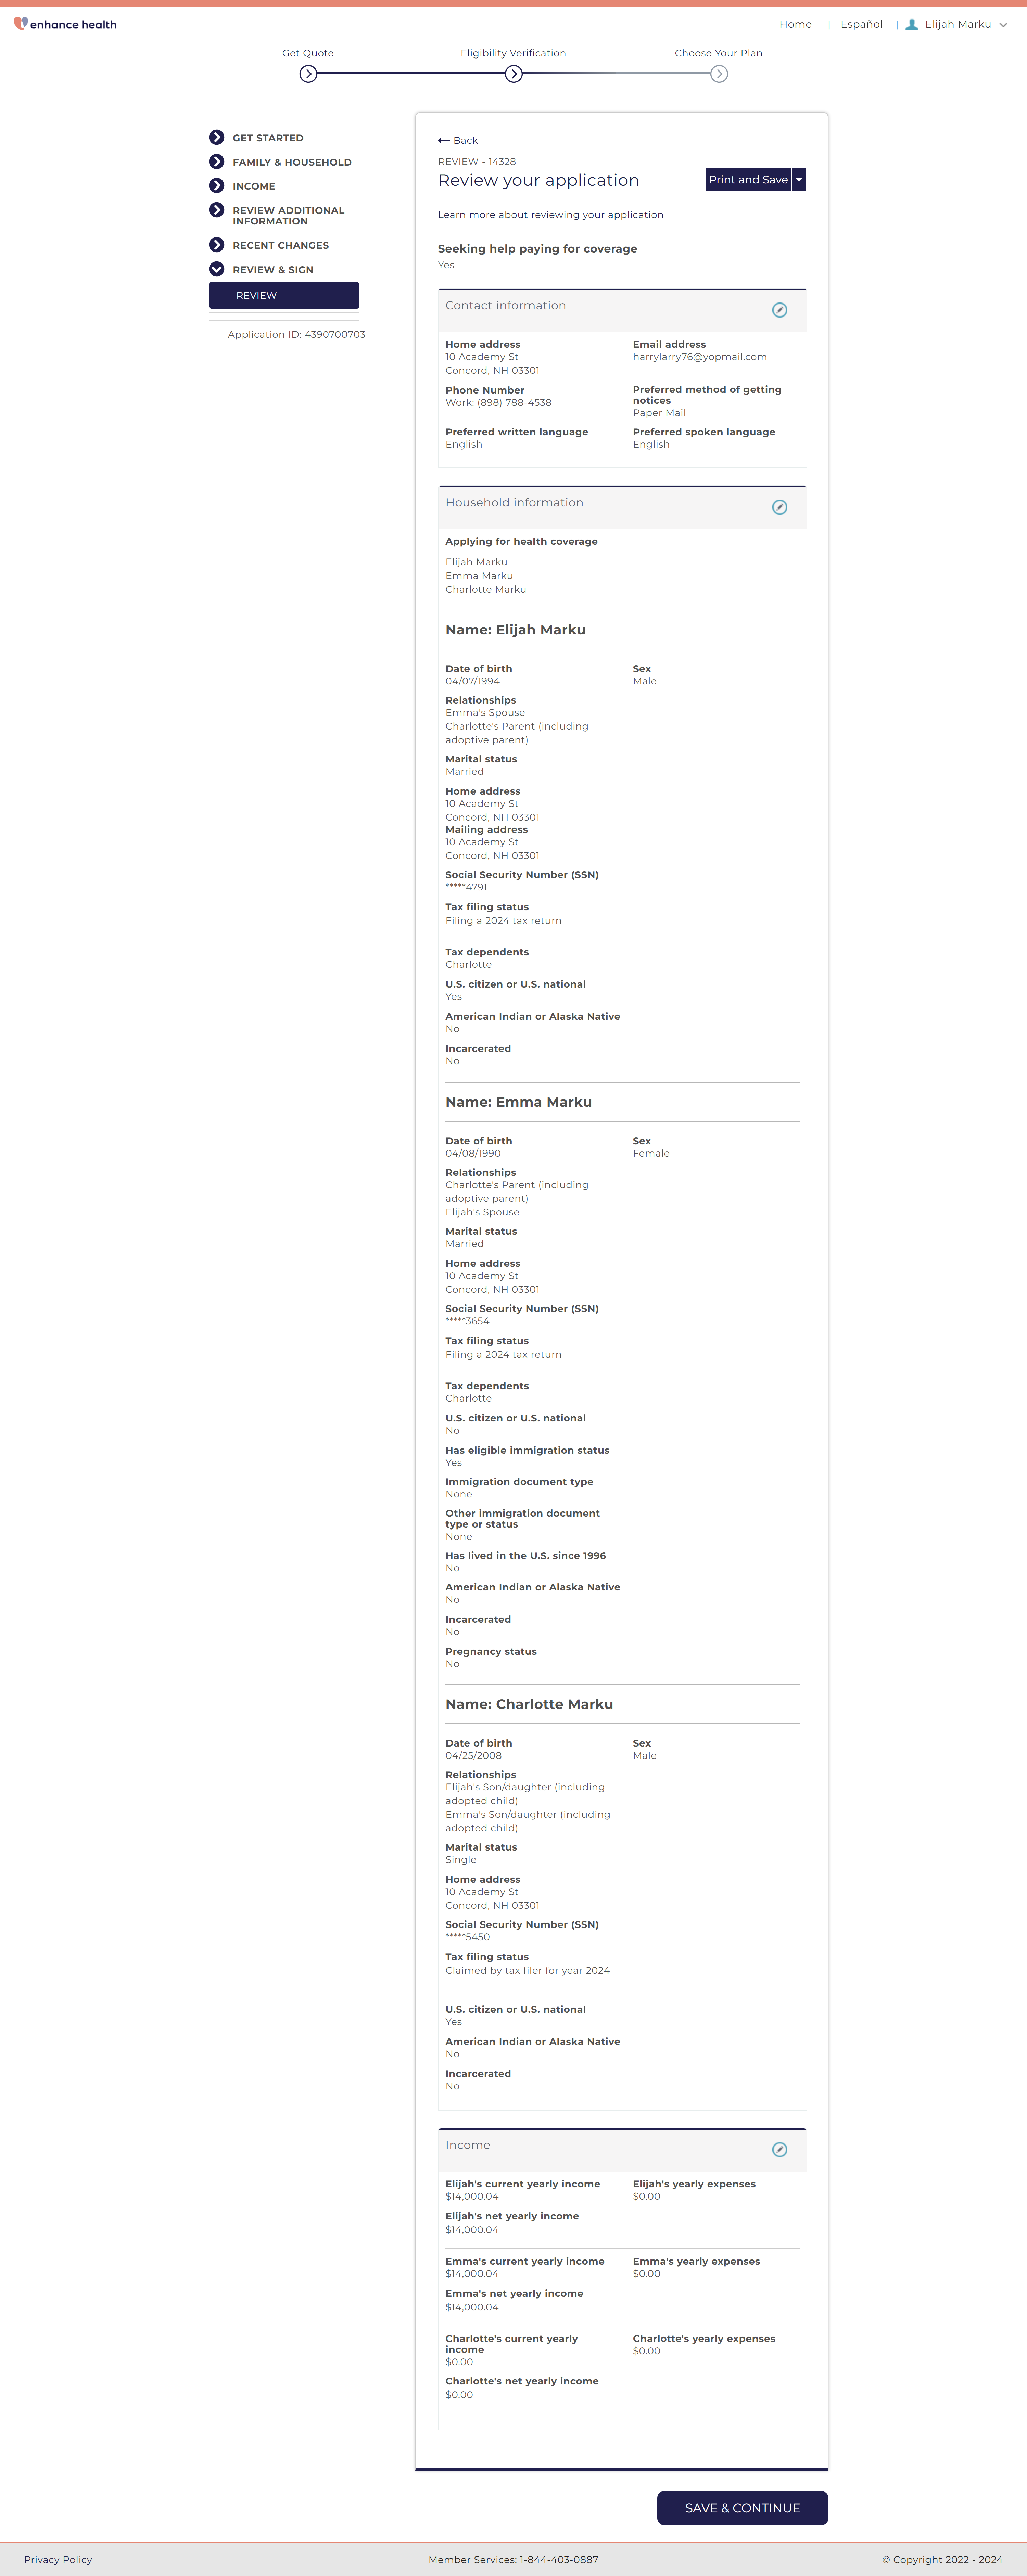 enhance health
Home | Español | Elijah Marku
Get Quote
Eligibility Verification
Choose Your Plan
GET STARTED
FAMILY & HOUSEHOLD
INCOME
REVIEW ADDITIONAL
INFORMATION
RECENT CHANGES
REVIEW & SIGN
REVIEW
Application ID: 4390700703
Back
REVIEW - 14328
Review your application
Print and Save
Learn more about reviewing your application
Seeking help paying for coverage
Yes
Contact information
Home address
10 Academy St
Concord, NH 03301
Email address
harrylarry76@yopmail.com
Phone Number
Work: (898) 788-4538
Preferred method of getting
notices
Paper Mail
Preferred written language
English
Preferred spoken language
English
Household information
Applying for health coverage
Elijah Marku
Emma Marku
Charlotte Marku
Name: Elijah Marku
Date of birth
04/07/1994
Sex
Male
Relationships
Emma's Spouse
Charlotte's Parent (including
adoptive parent)
Marital status
Married
Home address
10 Academy St
Concord, NH 03301
Mailing address
10 Academy St
Concord, NH 03301
Social Security Number (SSN)
*****4791
Tax filing status
Filing a 2024 tax return
Tax dependents
Charlotte
U.S. citizen or U.S. national
Yes
American Indian or Alaska Native
No
Incarcerated
No
Name: Emma Marku
Date of birth
04/08/1990
Sex
Female
Relationships
Charlotte's Parent (including
adoptive parent)
Elijah's Spouse
Marital status
Married
Home address
10 Academy St
Concord, NH 03301
Social Security Number (SSN)
*****3654
Tax filing status
Filing a 2024 tax return
Tax dependents
Charlotte
U.S. citizen or U.S. national
No
Has eligible immigration status
Yes
Immigration document type
None
Other immigration document
type or status
None
Has lived in the U.S. since 1996
No
American Indian or Alaska Native
No
Incarcerated
No
Pregnancy status
No
Name: Charlotte Marku
Date of birth
04/25/2008
Sex
Male
Relationships
Elijah's Son/daughter (including
adopted child)
Emma's Son/daughter (including
adopted child)
Marital status
Single
Home address
10 Academy St
Concord, NH 03301
Social Security Number (SSN)
*****5450
Tax filing status
Claimed by tax filer for year 2024
U.S. citizen or U.S. national
Yes
American Indian or Alaska Native
No
Incarcerated
No
Income
Elijah's current yearly income
$14,000.04
Elijah's yearly expenses
$0.00
Elijah's net yearly income
$14,000.04
Emma's current yearly income
$14,000.04
Emma's yearly expenses
$0.00
Emma's net yearly income
$14,000.04
Charlotte's current yearly
income
$0.00
Charlotte's yearly expenses
$0.00
Charlotte's net yearly income
$0.00
SAVE & CONTINUE
Privacy Policy
Member Services: 1-844-403-0887
© Copyright 2022 - 2024